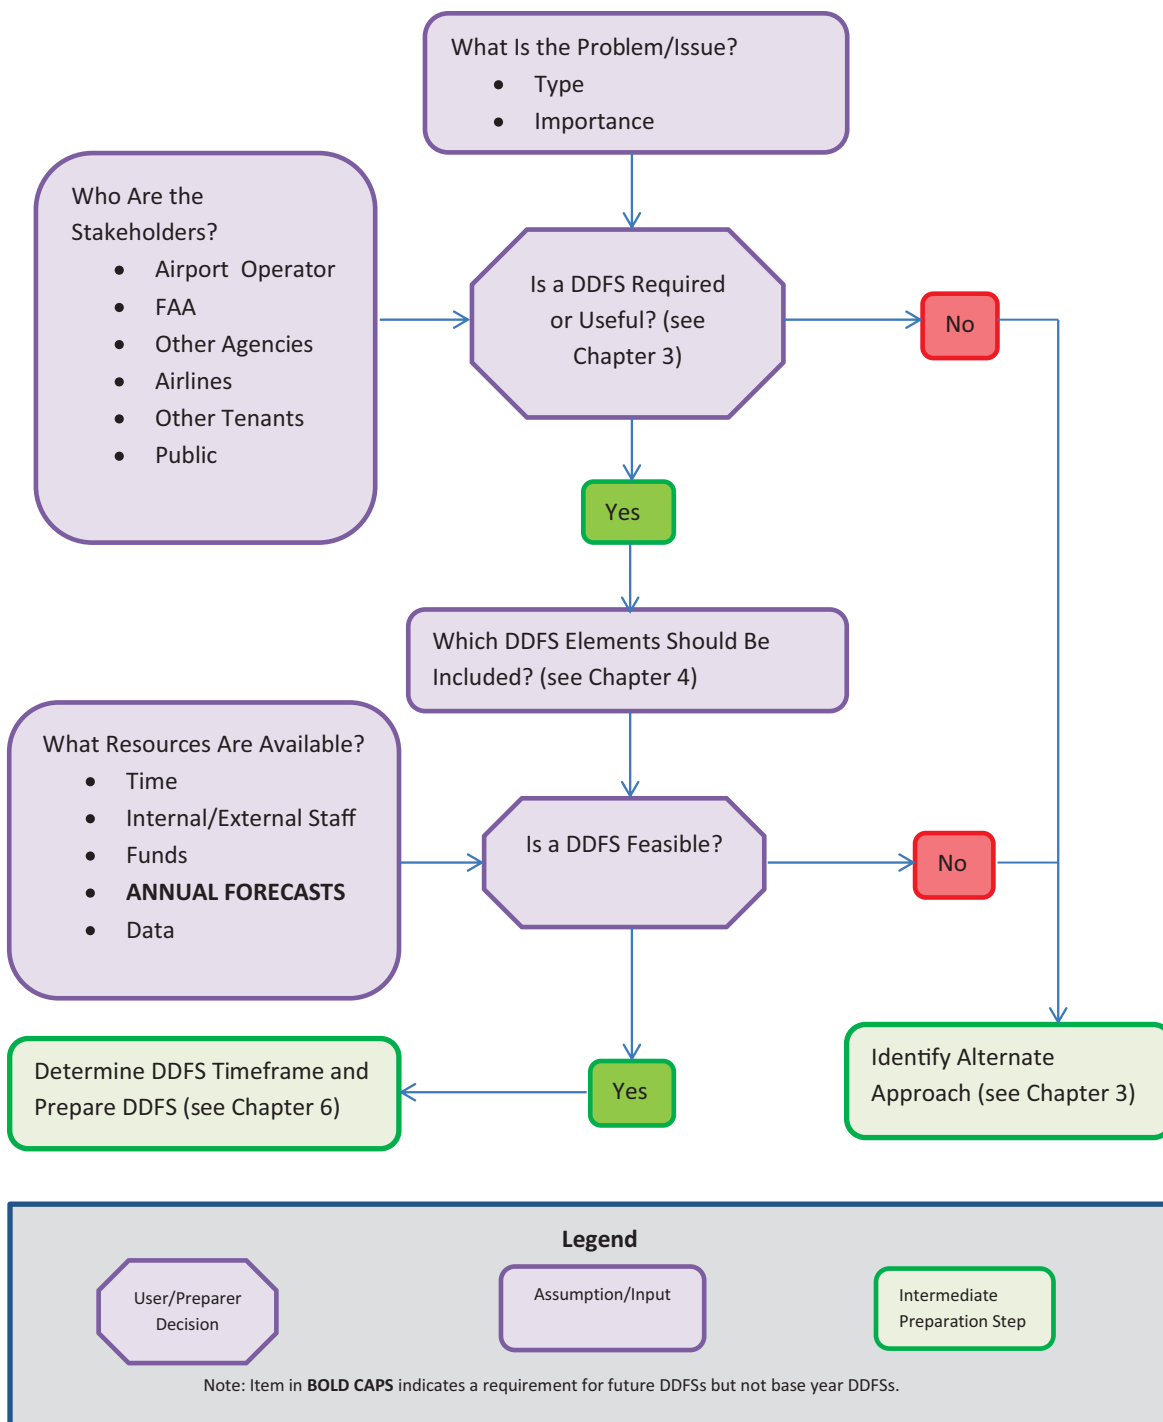 What Is the Problem/Issue?
• Type
• Importance
Who Are the
Stakeholders?
• Airport Operator
• FAA
• Other Agencies
• Airlines
• Other Tenants
• Public
Is a DDFS Required
or Useful? (see
Chapter 3)
No
Yes
Which DDFS Elements Should Be
Included? (see Chapter 4)
What Resources Are Available?
• Time
• Internal/External Staff
• Funds
• ANNUAL FORECASTS
• Data
Is a DDFS Feasible?
No
Yes
Determine DDFS Timeframe and
Prepare DDFS (see Chapter 6)
Identify Alternate
Approach (see Chapter 3)
Legend
User/Preparer
Decision
Assumption/Input
Intermediate
Preparation Step
Note: Item in BOLD CAPS indicates a requirement for future DDFSs but not base year DDFSs.